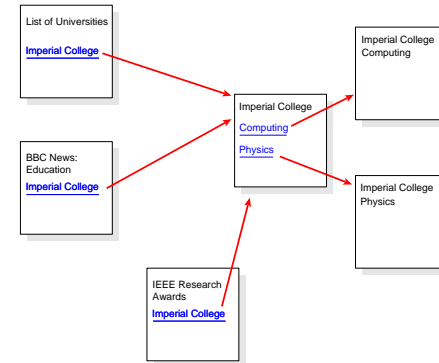 List of Universities
Imperial College
BBC News:
Education
Imperial College
IEEE Research
Awards
Imperial College
Imperial College
Computing
Physics
Imperial College
Computing
Imperial College
Physics